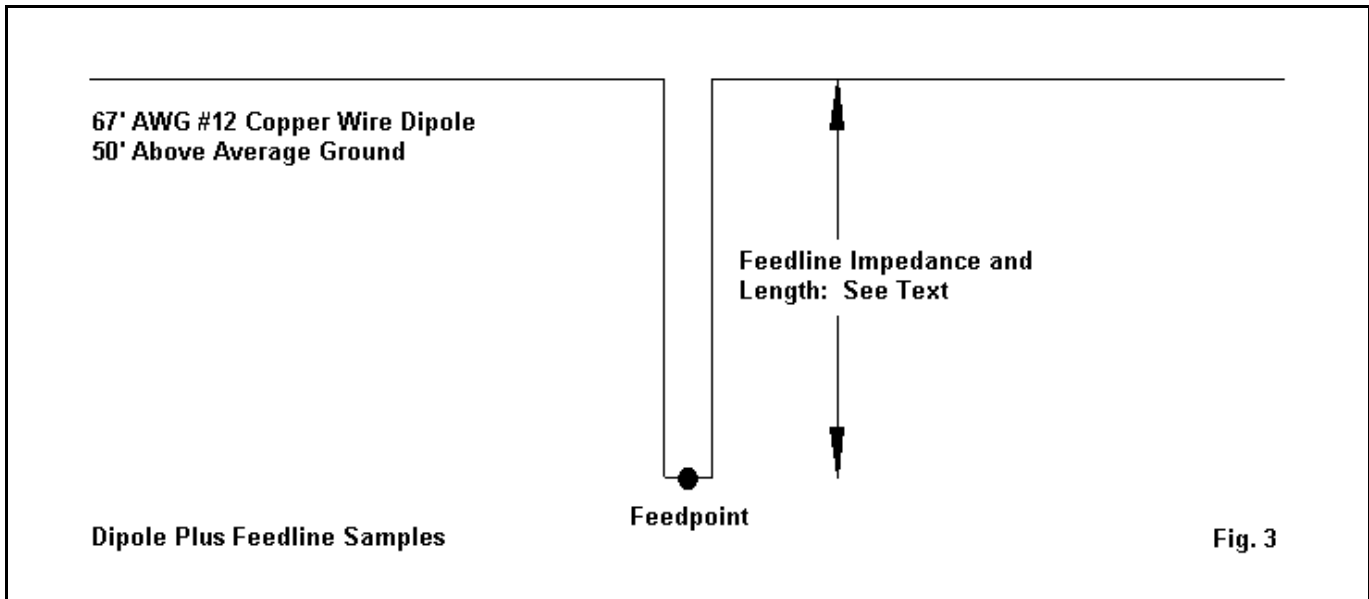 67' AWG #12 Copper Wire Dipole
50' Above Average Ground
Feedline Impedance and
Length: See Text
Feedpoint
Dipole Plus Feedline Samples
Fig. 3